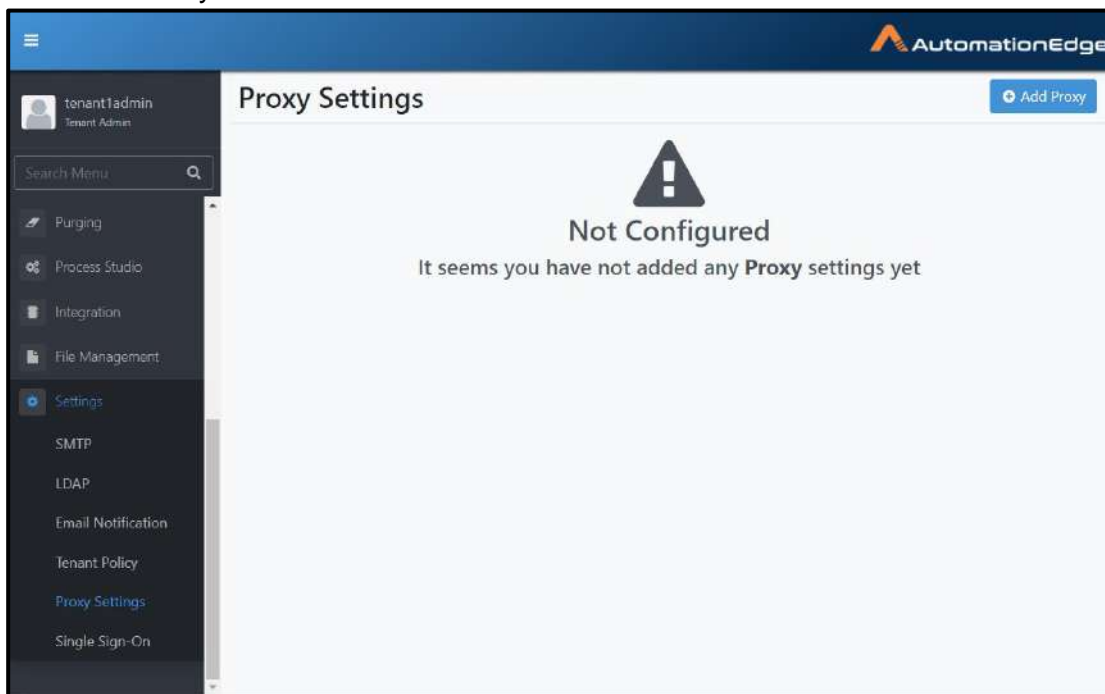 AutomationEdge
tenant1admin
Tenant Admin
Search Menu
Purging
Process Studio
Integration
File Management
Settings
SMTP
LDAP
Email Notification
Tenant Policy
Proxy Settings
Single Sign-On
Proxy Settings
Add Proxy
Not Configured
It seems you have not added any Proxy settings yet